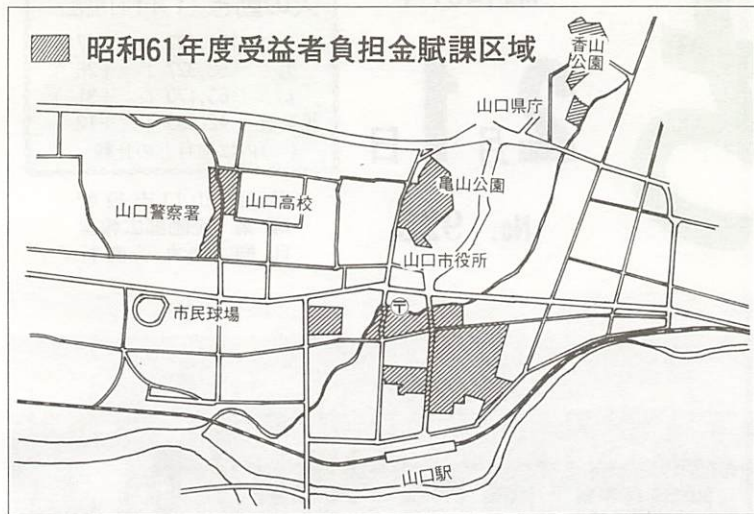 昭和61年度受益者負担金賦課区域
香山
公園
山口県庁
亀山公園
山口高校
山口警察署
山口市役所
〒
市民球場
山口駅